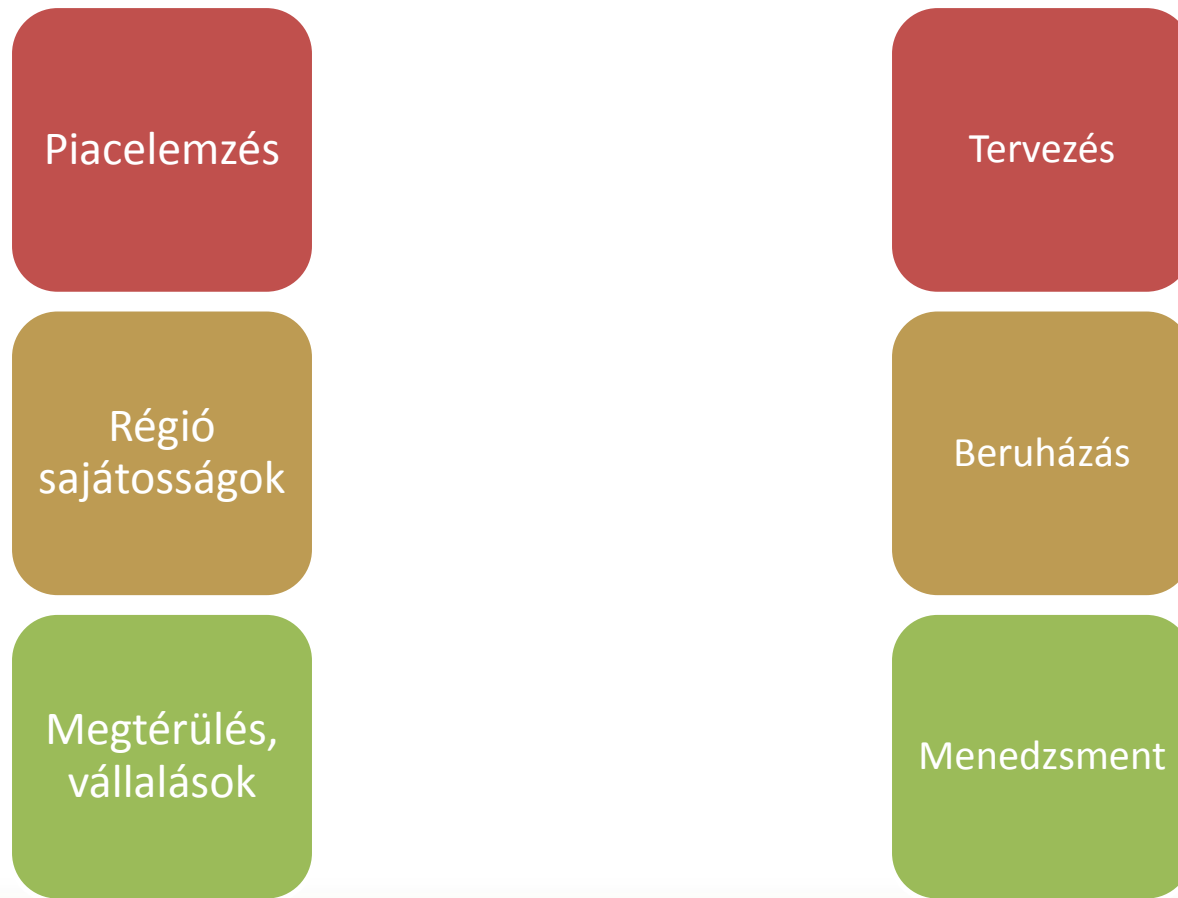 Piacelemzés
Régió
sajátosságok
Megtérülés,
vállalások
Tervezés
Beruházás
Menedzsment